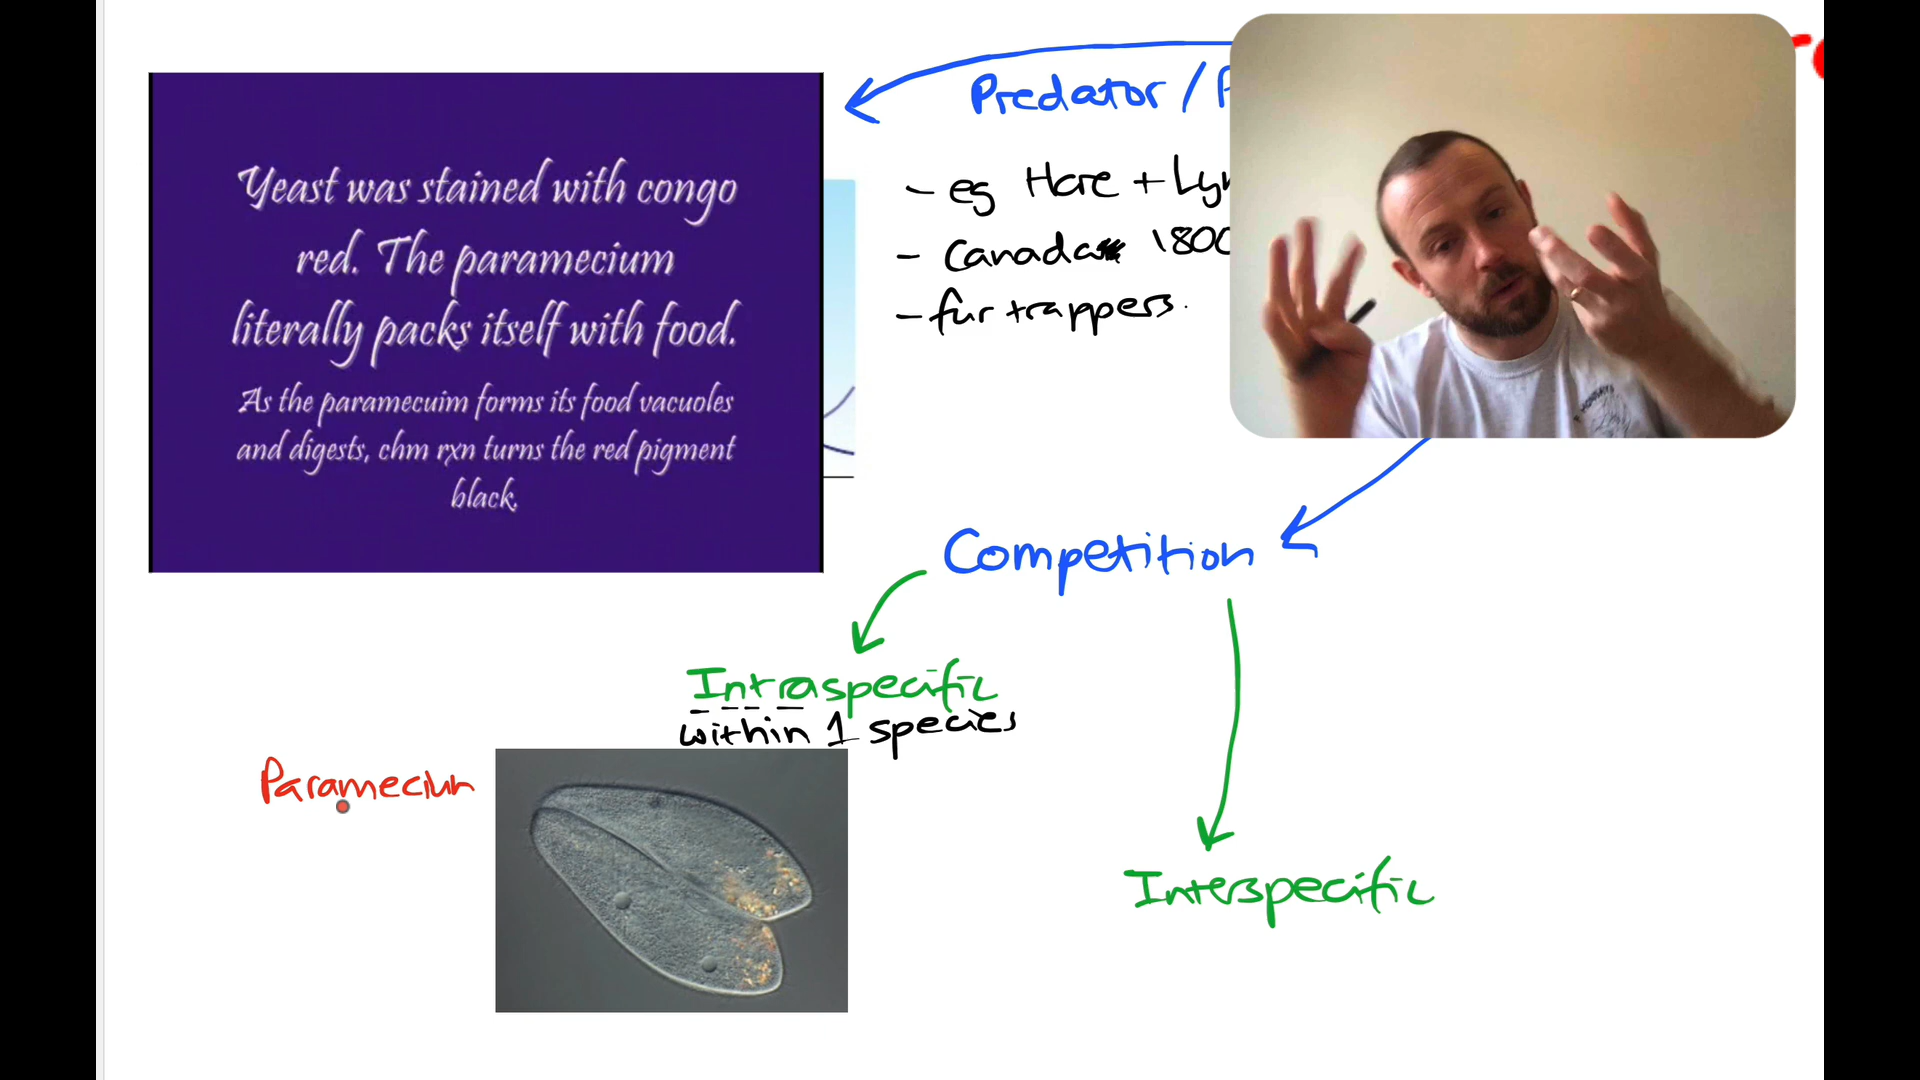 Predator /
Yeast was stained with congo
red. The paramecium
literally packs itself with food.
As the paramecuim forms its food vacuoles
and digests, chm rxn turns the red pigment
black.
- eg Hare +
- Canada 1800
- fur trappers.
Competition
Intraspecific
within 1 species
Paramecium
Interspecific